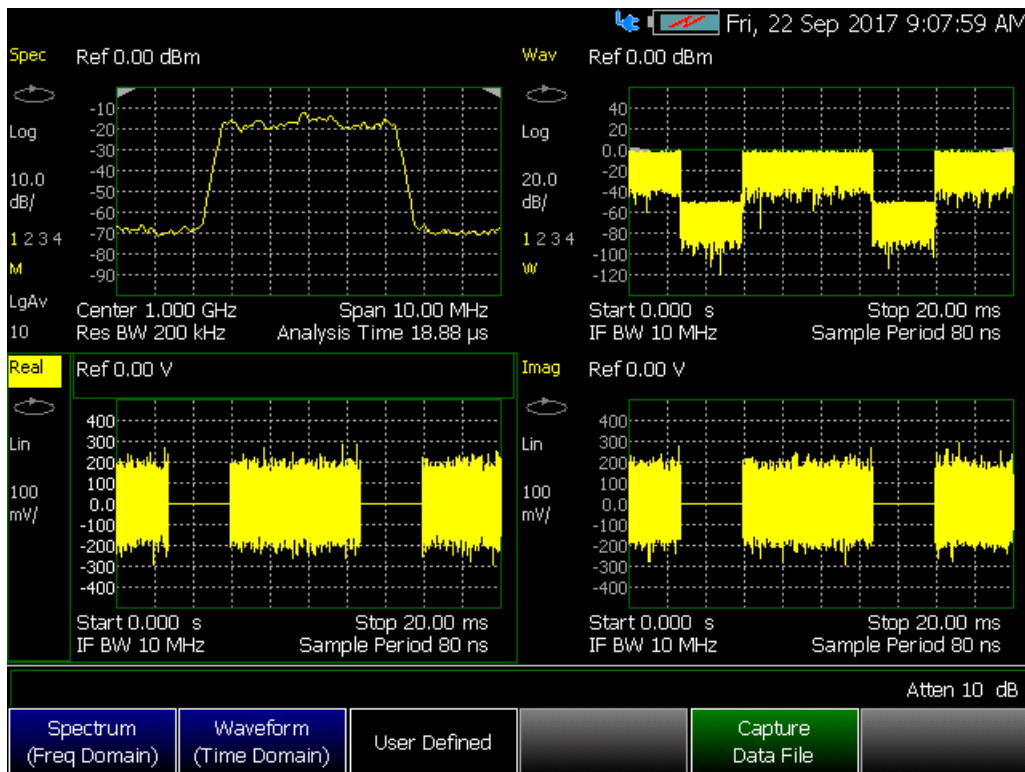 Fri, 22 Sep 2017 9:07:59 AM
Spec
Ref 0.00 dBm
Log
10.0
dB/
1 2 3 4
M
LgAv
10
-10
-20
-30
-40
-50
-60
-70
-80
-90
Center 1.000 GHz Span 10.00 MHz
Res BW 200 kHz Analysis Time 18.88 µs
Wav
Ref 0.00 dBm
Log
20.0
dB/
1 2 3 4
W
40
20
0.0
-20
-40
-60
-80
-100
-120
Start 0.000 s Stop 20.00 ms
IF BW 10 MHz Sample Period 80 ns
Real
Ref 0.00 V
Lin
100
mV/
400
300
200
100
0.0
-100
-200
-300
-400
Start 0.000 s Stop 20.00 ms
IF BW 10 MHz Sample Period 80 ns
Imag
Ref 0.00 V
Lin
100
mV/
400
300
200
100
0.0
-100
-200
-300
-400
Start 0.000 s Stop 20.00 ms
IF BW 10 MHz Sample Period 80 ns
Atten 10 dB
Spectrum
(Freq Domain)
Waveform
(Time Domain)
User Defined
Capture
Data File